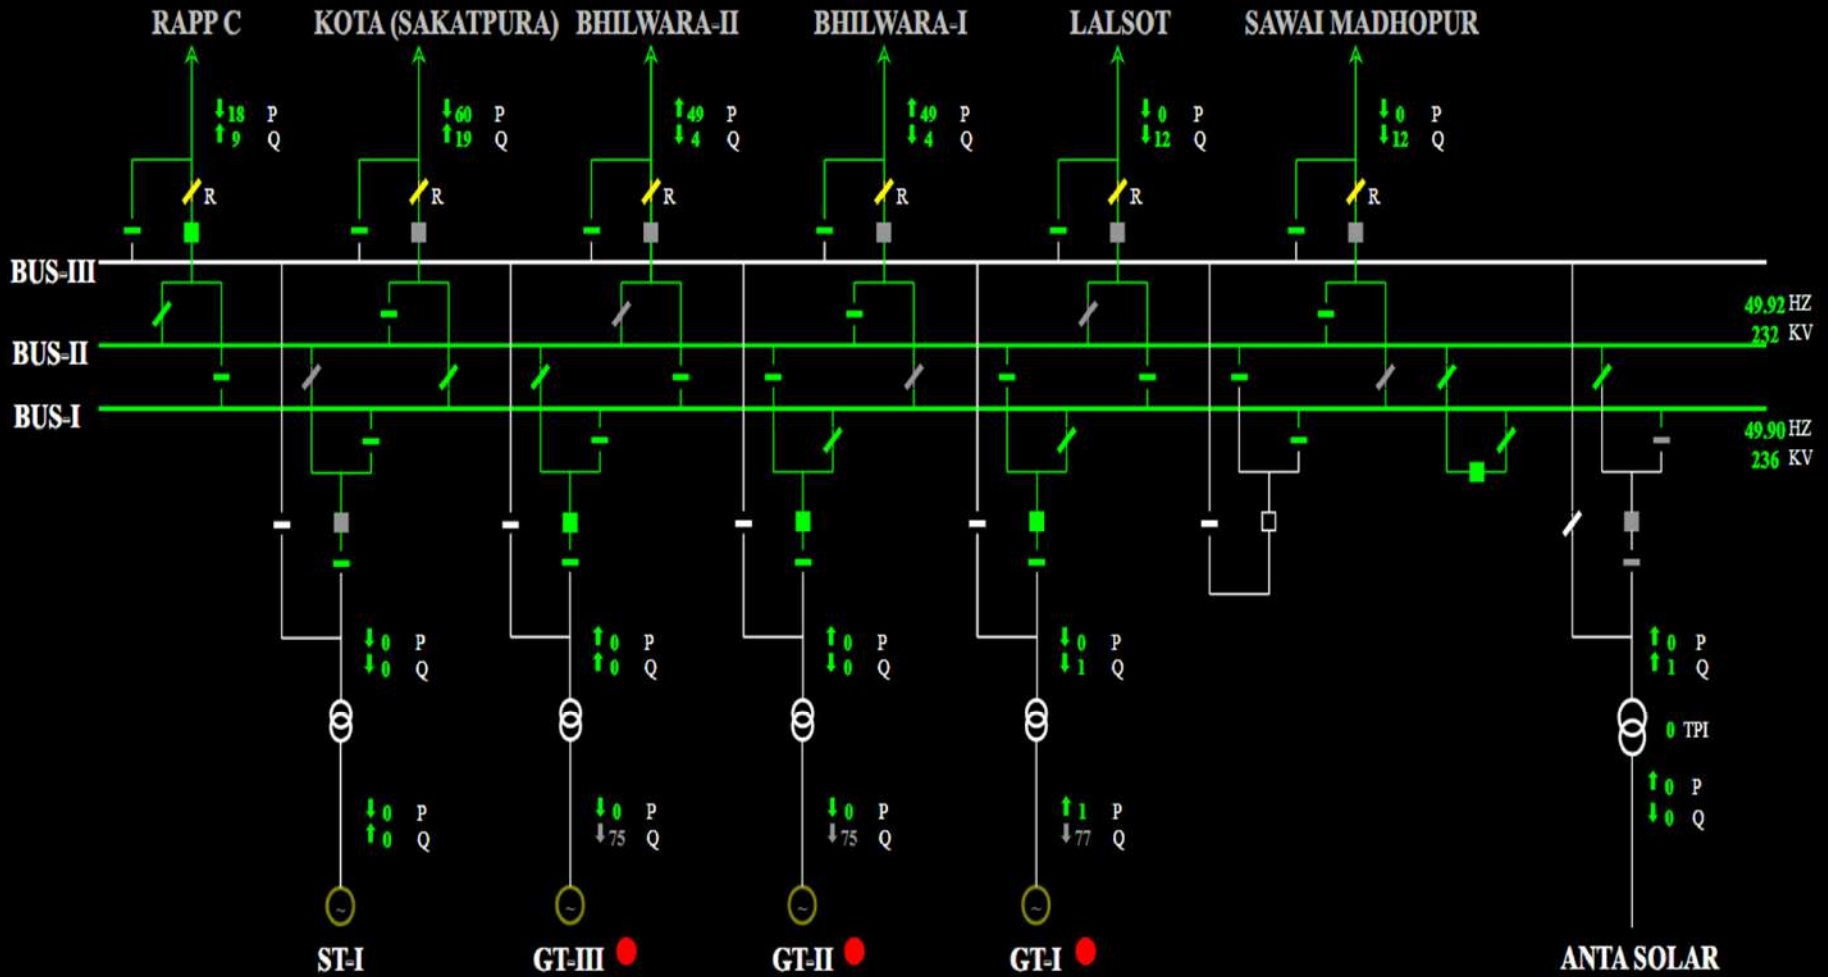 RAPP C KOTA (SAKATPURA) BHILWARA-II BHILWARA-I LALSOT SAWAI MADHOPUR
18 P 60 P 49 P 49 P 0 P 0 P
9 Q 19 Q 4 Q 4 Q 12 Q 12 Q
R R R R R R
BUS-III
49.92 HZ
232 KV
BUS-II
BUS-I
49.90 HZ
236 KV
0 P 0 P 0 P 0 P 0 P
0 Q 0 Q 0 Q 1 Q 1 Q
0 TPI
0 P 0 P 0 P 1 P 0 P
0 Q 75 Q 75 Q 77 Q 0 Q
~ ~ ~ ~
ST-I GT-III GT-II GT-I ANTA SOLAR